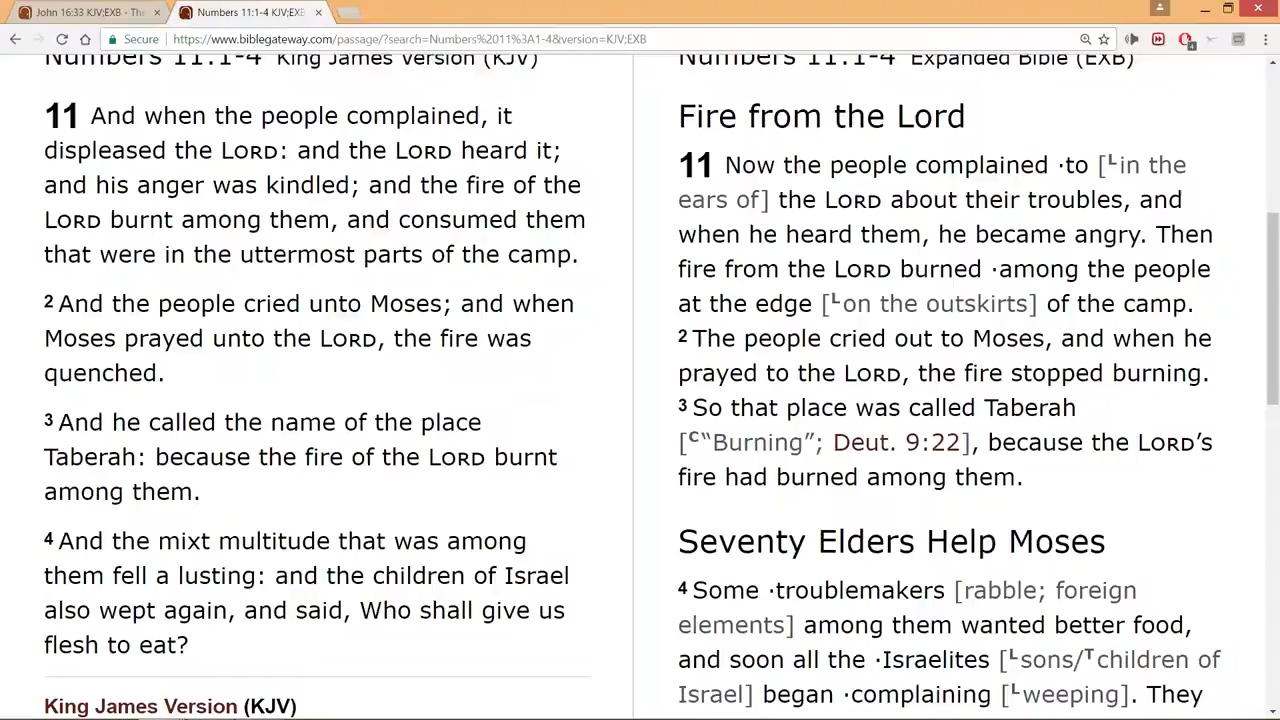 John 16:33 KJV;EXB - The
Numbers 11:1-4 KJV;EXB
Secure https://www.biblegateway.com/passage/?search=Numbers%2011%3A1-4&version=KJV;EXB
4
Numbers 11:1-4 King James Version (KJV)
11 And when the people complained, it
displeased the LORD: and the LORD heard it;
and his anger was kindled; and the fire of the
LORD burnt among them, and consumed them
that were in the uttermost parts of the camp.
2 And the people cried unto Moses; and when
Moses prayed unto the LORD, the fire was
quenched.
3 And he called the name of the place
Taberah: because the fire of the LORD burnt
among them.
4 And the mixt multitude that was among
them fell a lusting: and the children of Israel
also wept again, and said, Who shall give us
flesh to eat?
King James Version (KJV)
Numbers 11:1-4 Expanded Bible (EXB)
Fire from the Lord
11 Now the people complained ·to [Lin the
ears of] the LORD about their troubles, and
when he heard them, he became angry. Then
fire from the LORD burned ·among the people
at the edge [Lon the outskirts] of the camp.
2 The people cried out to Moses, and when he
prayed to the LORD, the fire stopped burning.
3 So that place was called Taberah
[C“Burning”; Deut. 9:22], because the LORD’s
fire had burned among them.
Seventy Elders Help Moses
4 Some ·troublemakers [rabble; foreign
elements] among them wanted better food,
and soon all the ·Israelites [Lsons/Tchildren of
Israel] began ·complaining [Lweeping]. They